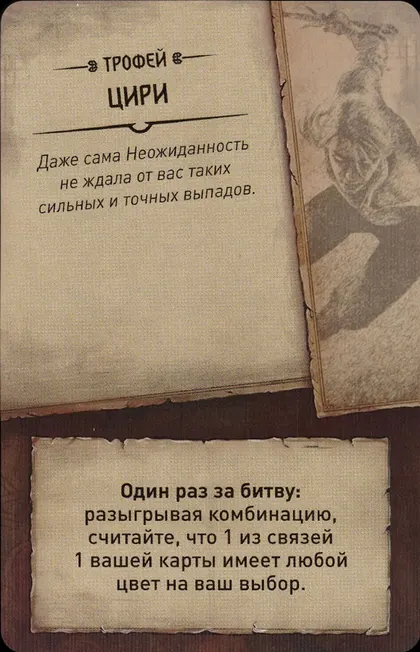 ТРОФЕЙ
ЦИРИ
Даже сама Неожиданность
не ждала от вас таких
сильных и точных выпадов.
Один раз за битву:
разыгрывая комбинацию,
считайте, что 1 из связей
1 вашей карты имеет любой
цвет на ваш выбор.